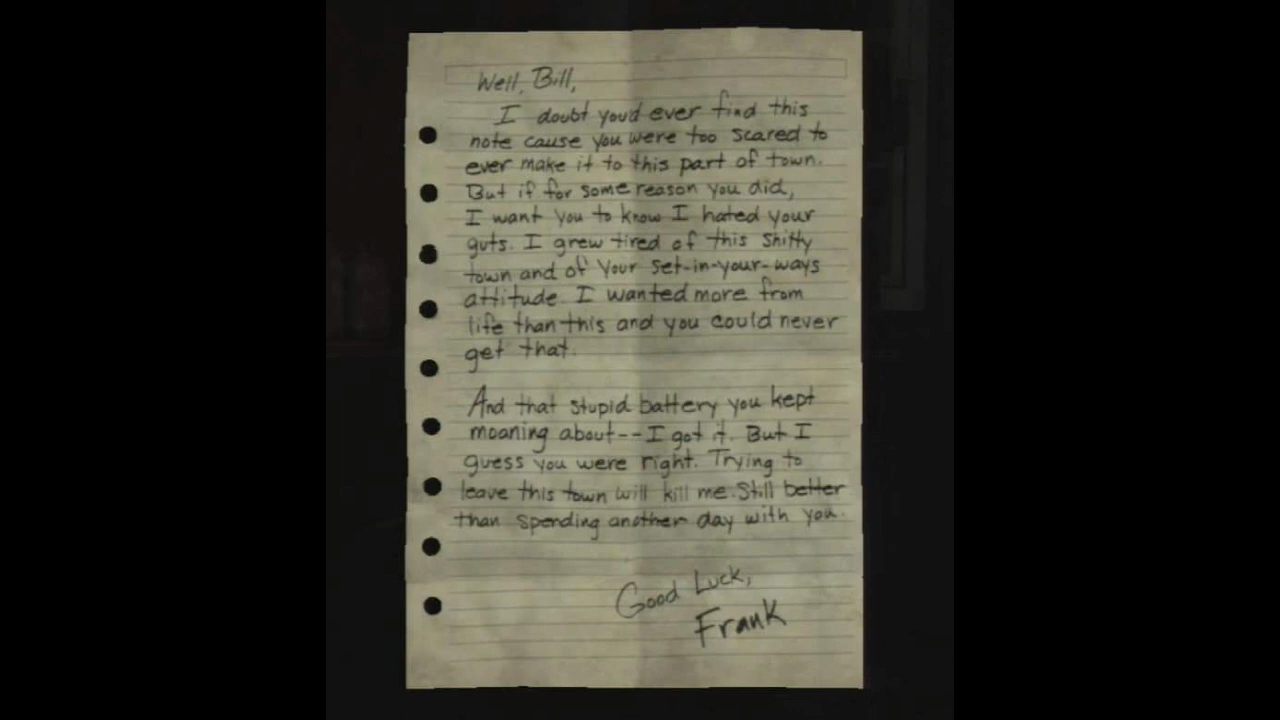 Well, Bill,
I doubt you'd ever find this
note cause you were too scared to
ever make it to this part of town.
But if for some reason you did,
I want you to know I hated your
guts. I grew tired of this shitty
town and of your set-in-your-ways
attitude. I wanted more from
life than this and you could never
get that.
And that stupid battery you kept
moaning about--I got it. But I
guess you were right. Trying to
leave this town will kill me. Still better
than spending another day with you.
Good Luck,
Frank